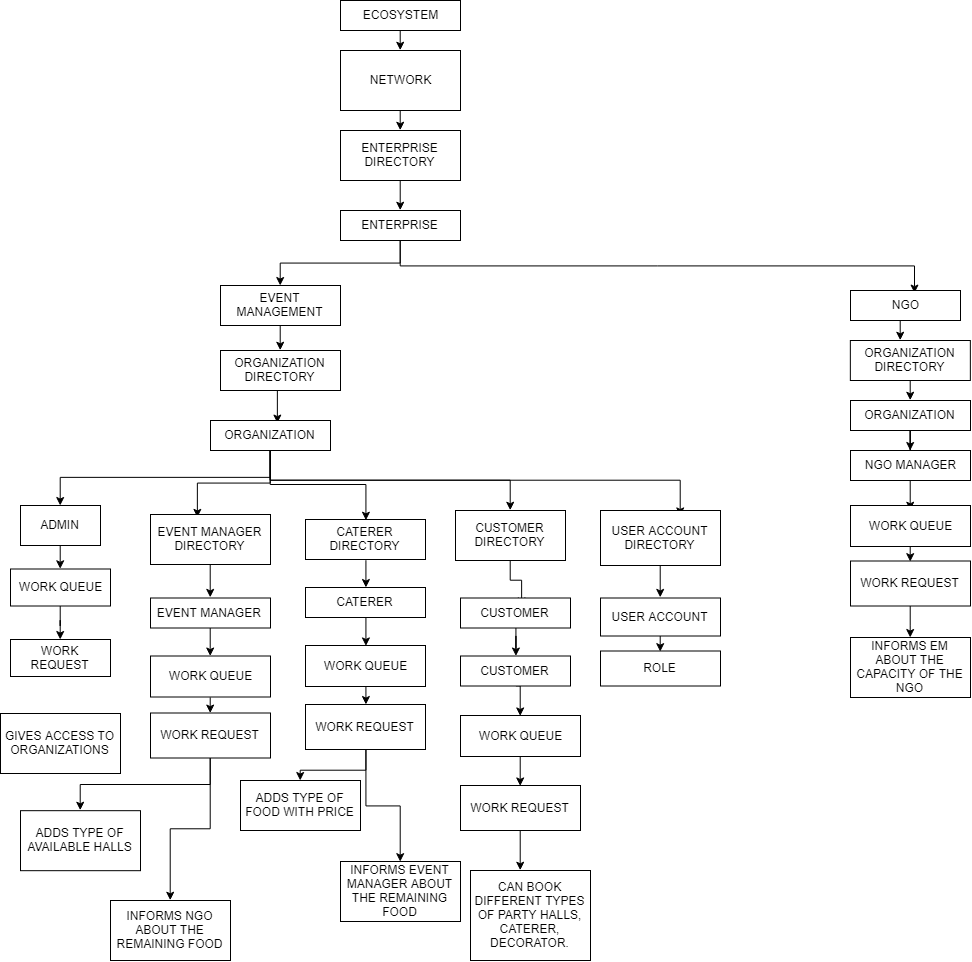 ECOSYSTEM
NETWORK
ENTERPRISE
DIRECTORY
ENTERPRISE
EVENT
MANAGEMENT
ORGANIZATION
DIRECTORY
ORGANIZATION
ADMIN
WORK QUEUE
WORK
REQUEST
GIVES ACCESS TO
ORGANIZATIONS
EVENT MANAGER
DIRECTORY
EVENT MANAGER
WORK QUEUE
WORK REQUEST
ADDS TYPE OF
AVAILABLE HALLS
INFORMS NGO
ABOUT THE
REMAINING FOOD
CATERER
DIRECTORY
CATERER
WORK QUEUE
WORK REQUEST
ADDS TYPE OF
FOOD WITH PRICE
INFORMS EVENT
MANAGER ABOUT
THE REMAINING
FOOD
CUSTOMER
DIRECTORY
CUSTOMER
CUSTOMER
WORK QUEUE
WORK REQUEST
CAN BOOK
DIFFERENT TYPES
OF PARTY HALLS,
CATERER,
DECORATOR.
USER ACCOUNT
DIRECTORY
USER ACCOUNT
ROLE
NGO
ORGANIZATION
DIRECTORY
ORGANIZATION
NGO MANAGER
WORK QUEUE
WORK REQUEST
INFORMS EM
ABOUT THE
CAPACITY OF THE
NGO